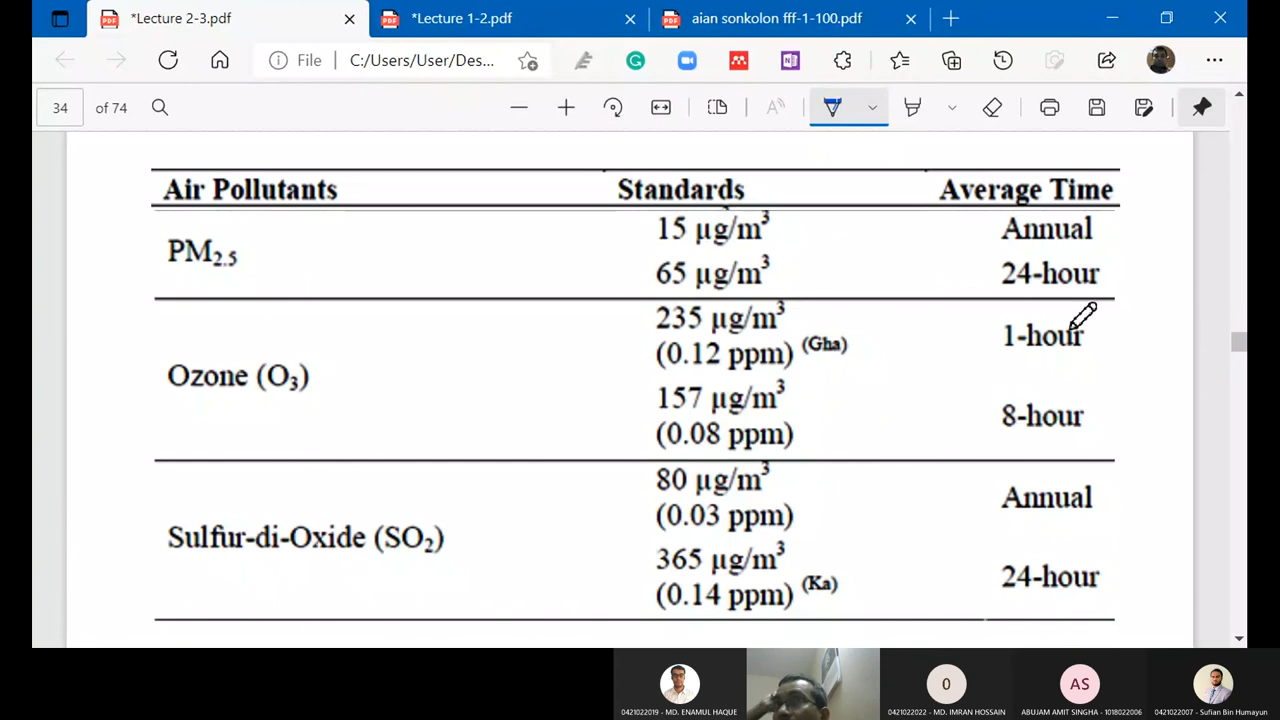 *Lecture 2-3.pdf
*Lecture 1-2.pdf
aian sonkolon fff-1-100.pdf
File C:/Users/User/Des...
34 of 74
Air Pollutants Standards Average Time
PM2.5
15 µg/m³ Annual
65 µg/m³ 24-hour
Ozone (O₃)
235 µg/m³
(0.12 ppm) (Gha)
1-hour
157 µg/m³
(0.08 ppm)
8-hour
Sulfur-di-Oxide (SO₂)
80 µg/m³
(0.03 ppm)
Annual
365 µg/m³
(0.14 ppm) (Ka)
24-hour
0
AS
0421022019 - MD. ENAMUL HAQUE
0421022022 - MD. IMRAN HOSSAIN
ABUJAM AMIT SINGHA - 1018022006
0421022007 - Sufian Bin Humayun